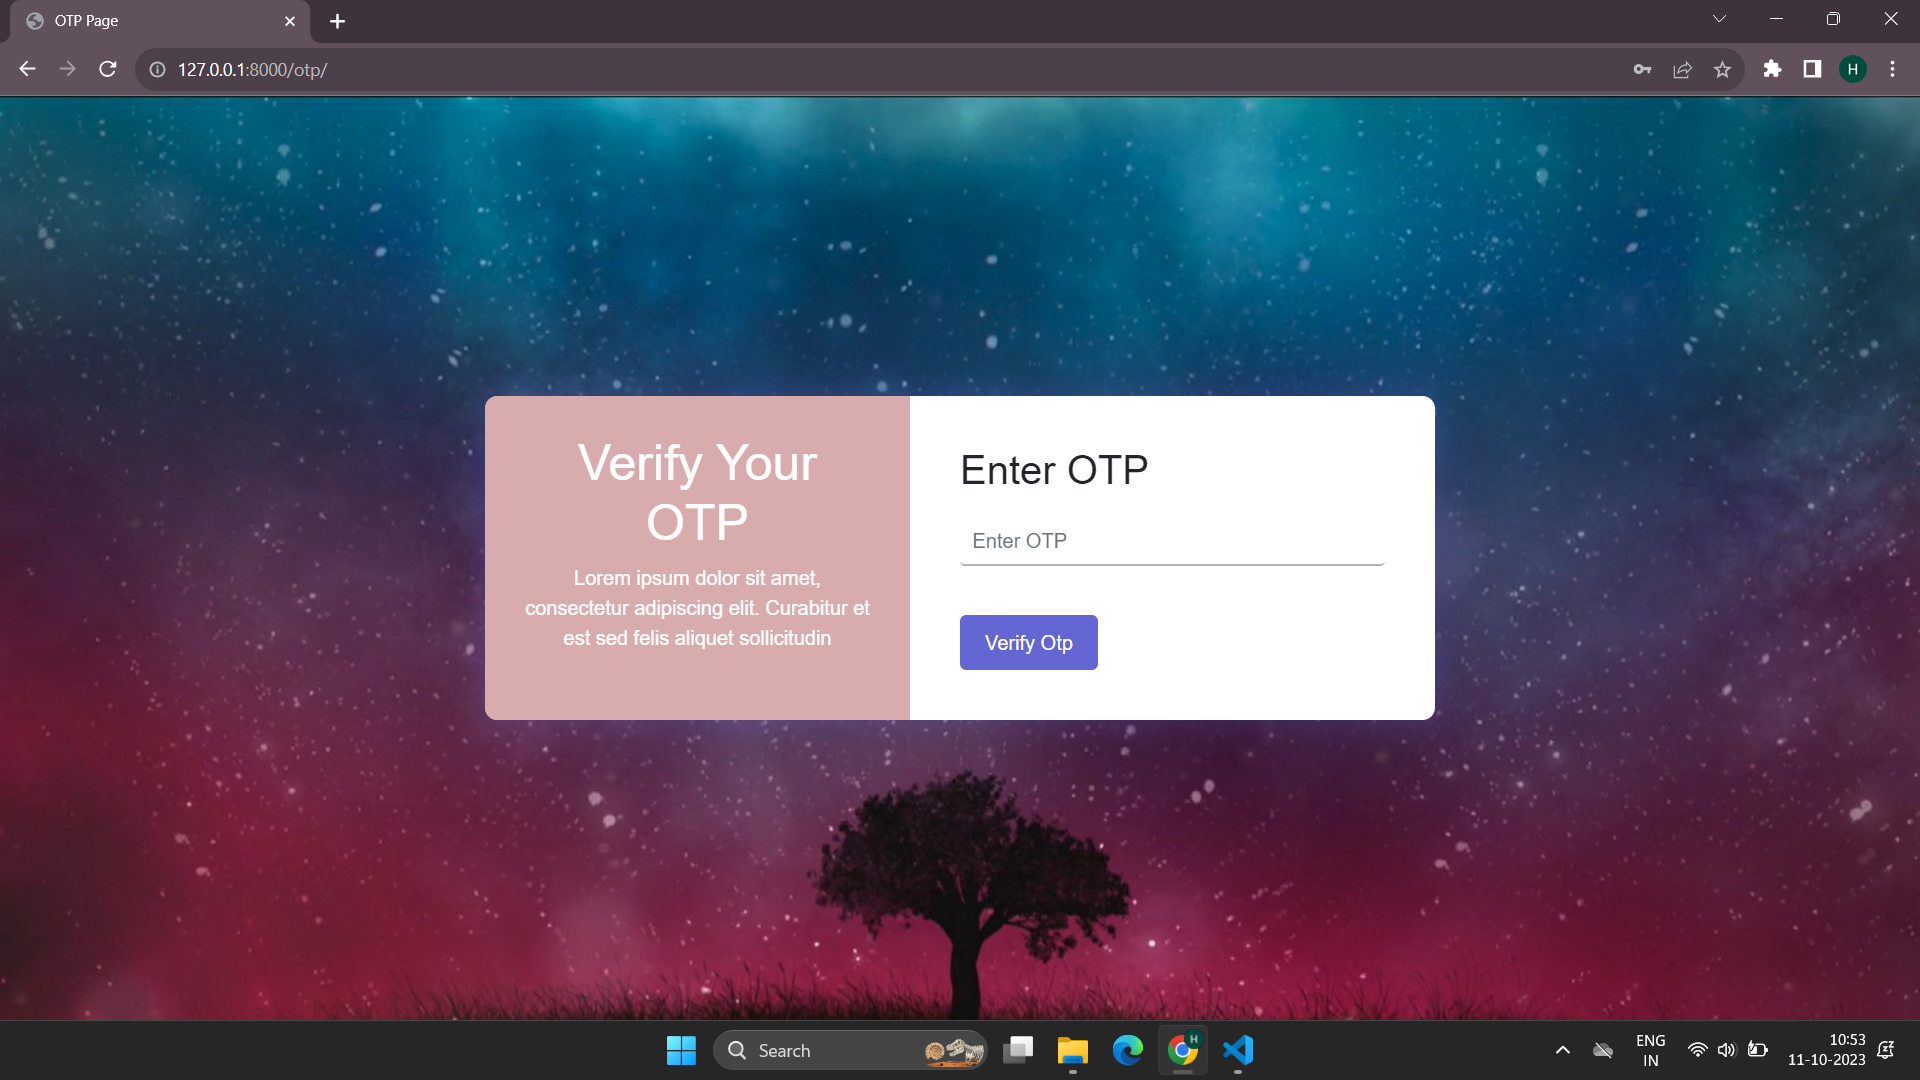 OTP Page
127.0.0.1:8000/otp/
H
Verify Your
OTP
Lorem ipsum dolor sit amet,
consectetur adipiscing elit. Curabitur et
est sed felis aliquet sollicitudin
Enter OTP
Enter OTP
Verify Otp
Search
H
ENG
IN
10:53
11-10-2023